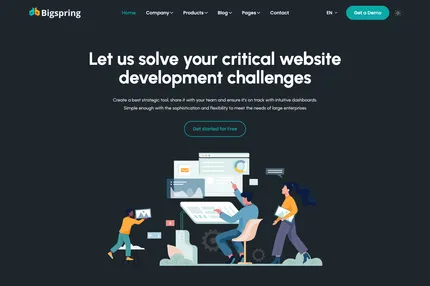 Bigspring
Home Company Products Blog Pages Contact EN Get a Demo
Let us solve your critical website
development challenges
Create a best strategic tool, share it with your team and ensure it's on track with intuitive dashboards.
Simple enough with the sophistication and flexibility to meet the needs of large enterprises
Get started for Free